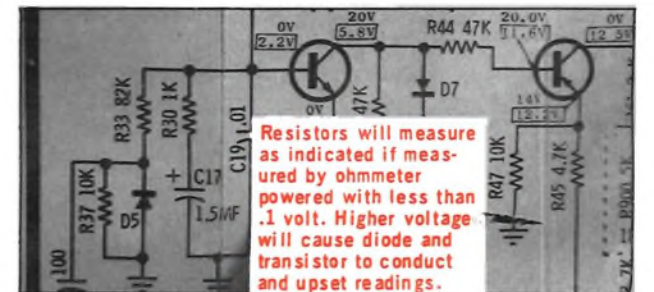 0V
2.2V
20V
5.8V
R44 47K
20.0V
11.6V
0V
12.5V
R33 82K
R30 1K
C19 .01
0V
47K
D7
14V
12.2V
R37 10K
D5
+
C17
1.5MF
R47 10K
R45 4.7K
100
Resistors will measure
as indicated if meas-
ured by ohmmeter
powered with less than
.1 volt. Higher voltage
will cause diode and
transistor to conduct
and upset readings.